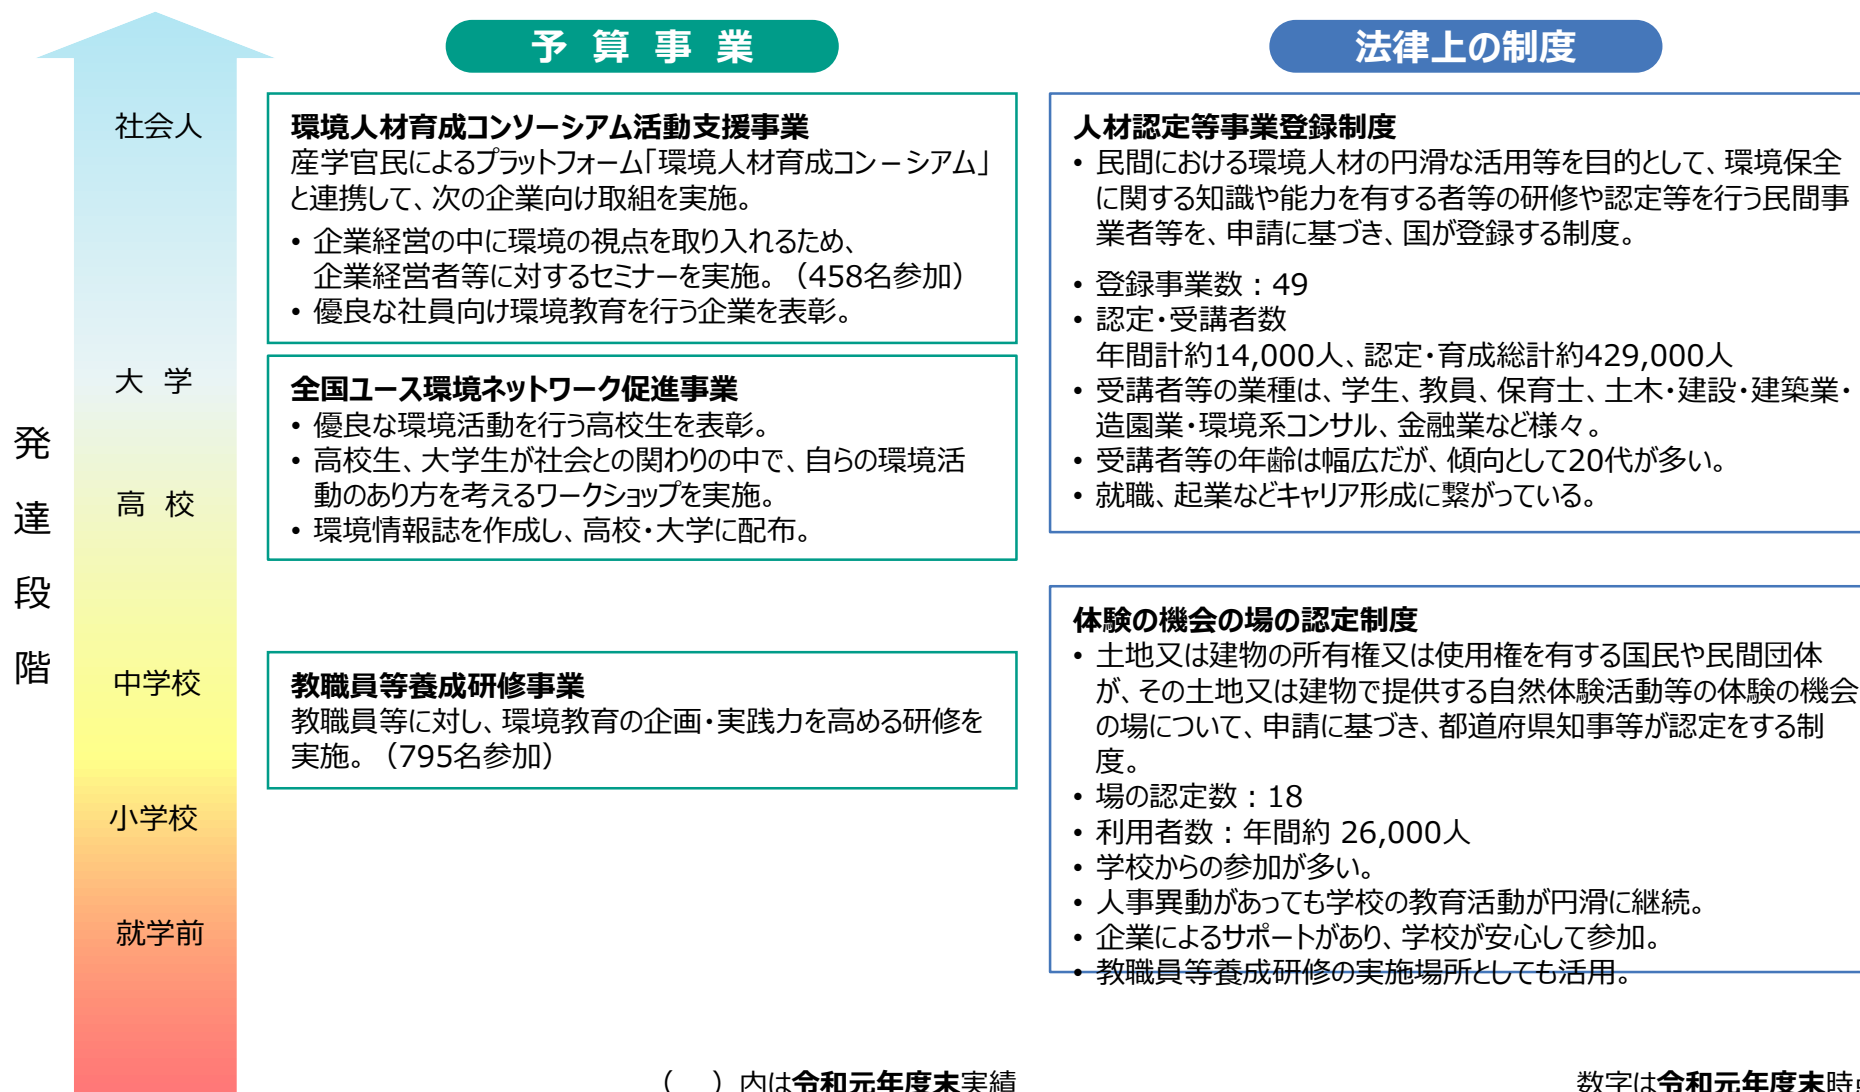 予 算 事 業
法律上の制度
発
達
段
階
社会人
大 学
高 校
中学校
小学校
就学前
環境人材育成コンソーシアム活動支援事業
産学官民によるプラットフォーム「環境人材育成コン－シアム」
と連携して、次の企業向け取組を実施。
• 企業経営の中に環境の視点を取り入れるため、
企業経営者等に対するセミナーを実施。（458名参加）
• 優良な社員向け環境教育を行う企業を表彰。
全国ユース環境ネットワーク促進事業
• 優良な環境活動を行う高校生を表彰。
• 高校生、大学生が社会との関わりの中で、自らの環境活
動のあり方を考えるワークショップを実施。
• 環境情報誌を作成し、高校・大学に配布。
教職員等養成研修事業
教職員等に対し、環境教育の企画・実践力を高める研修を
実施。（795名参加）
（　）内は令和元年度末実績
人材認定等事業登録制度
• 民間における環境人材の円滑な活用等を目的として、環境保全
に関する知識や能力を有する者等の研修や認定等を行う民間事
業者等を、申請に基づき、国が登録する制度。
• 登録事業数：49
• 認定・受講者数
年間計約14,000人、認定・育成総計約429,000人
• 受講者等の業種は、学生、教員、保育士、土木・建設・建築業・
造園業・環境系コンサル、金融業など様々。
• 受講者等の年齢は幅広だが、傾向として20代が多い。
• 就職、起業などキャリア形成に繋がっている。
体験の機会の場の認定制度
• 土地又は建物の所有権又は使用権を有する国民や民間団体
が、その土地又は建物で提供する自然体験活動等の体験の機会
の場について、申請に基づき、都道府県知事等が認定をする制
度。
• 場の認定数：18
• 利用者数：年間約 26,000人
• 学校からの参加が多い。
• 人事異動があっても学校の教育活動が円滑に継続。
• 企業によるサポートがあり、学校が安心して参加。
• 教職員等養成研修の実施場所としても活用。
数字は令和元年度末時点